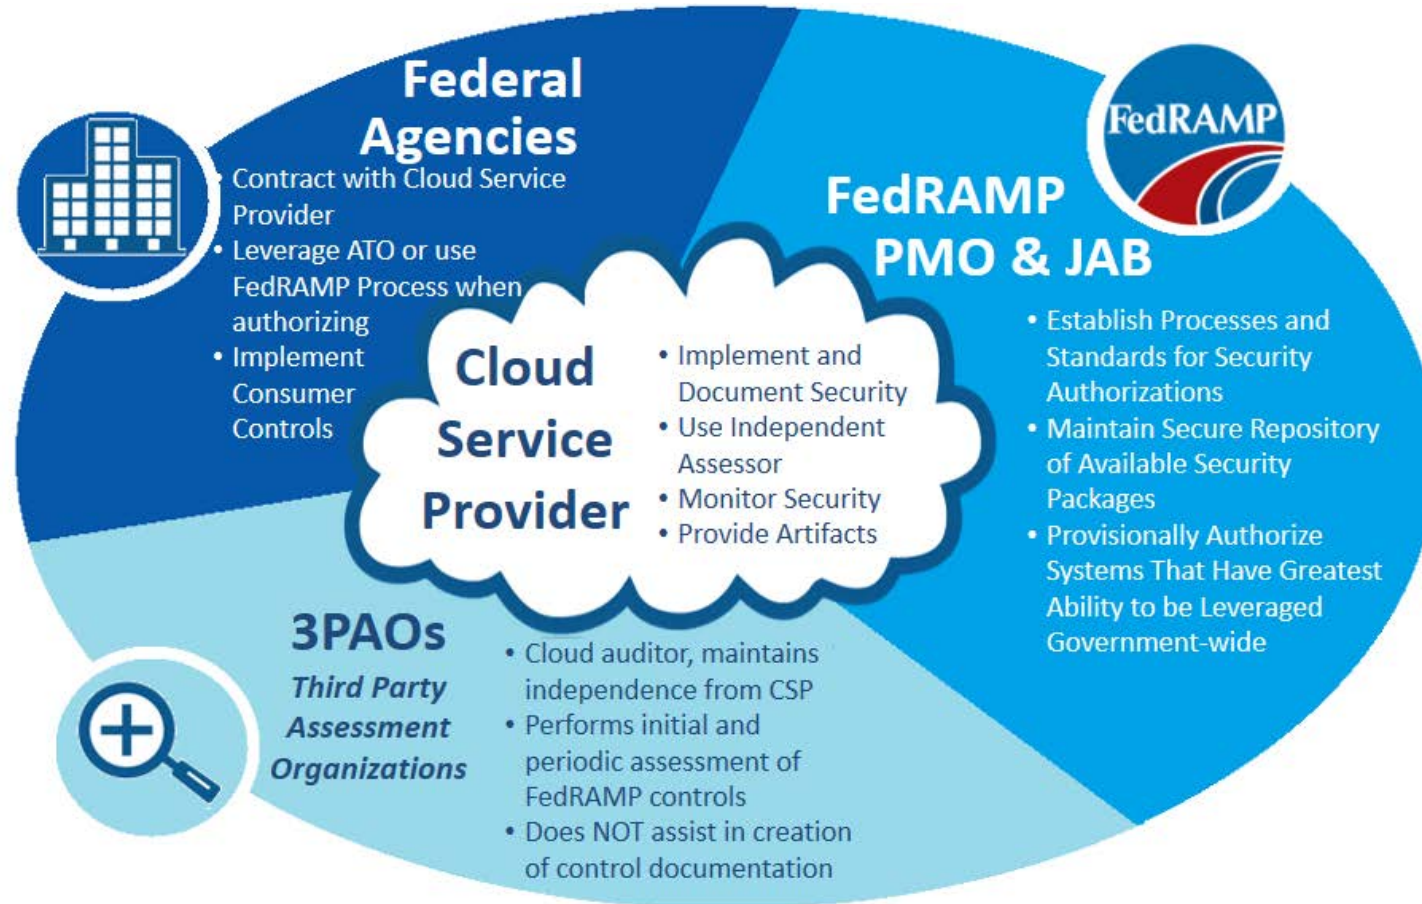 Federal
Agencies
• Contract with Cloud Service
Provider
• Leverage ATO or use
FedRAMP Process when
authorizing
• Implement
Consumer
Controls
FedRAMP
FedRAMP
PMO & JAB
• Establish Processes and
Standards for Security
Authorizations
• Maintain Secure Repository
of Available Security
Packages
• Provisionally Authorize
Systems That Have Greatest
Ability to be Leveraged
Government-wide
Cloud
Service
Provider
• Implement and
Document Security
• Use Independent
Assessor
• Monitor Security
• Provide Artifacts
3PAOs
Third Party
Assessment
Organizations
• Cloud auditor, maintains
independence from CSP
• Performs initial and
periodic assessment of
FedRAMP controls
• Does NOT assist in creation
of control documentation